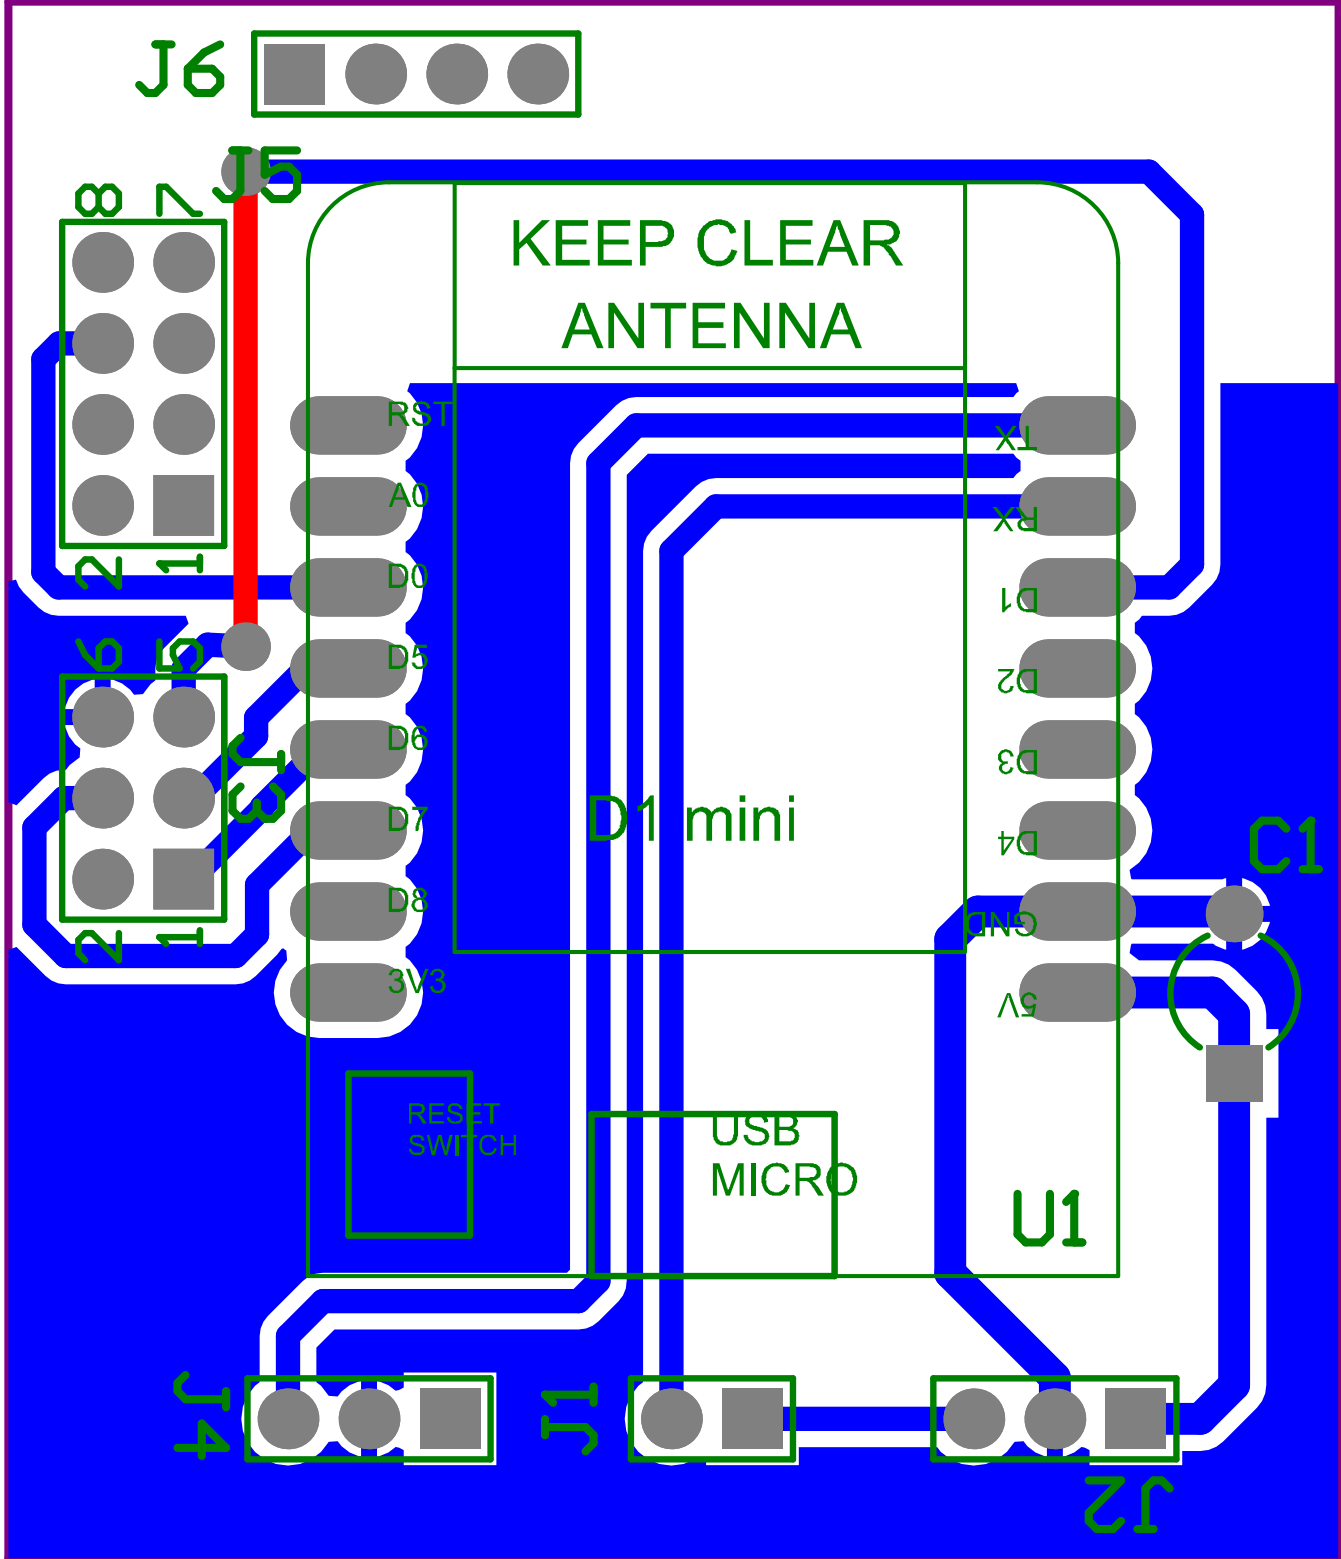 J6
J5
8 7
KEEP CLEAR
ANTENNA
RST
TX
A0
RX
2 1
D0
D1
6 5
D5
D2
J3
D6
D3
D7
D1 mini
D4
C1
D8
GND
2 1
3V3
5V
RESET
SWITCH
USB
MICRO
U1
J4
J1
J2